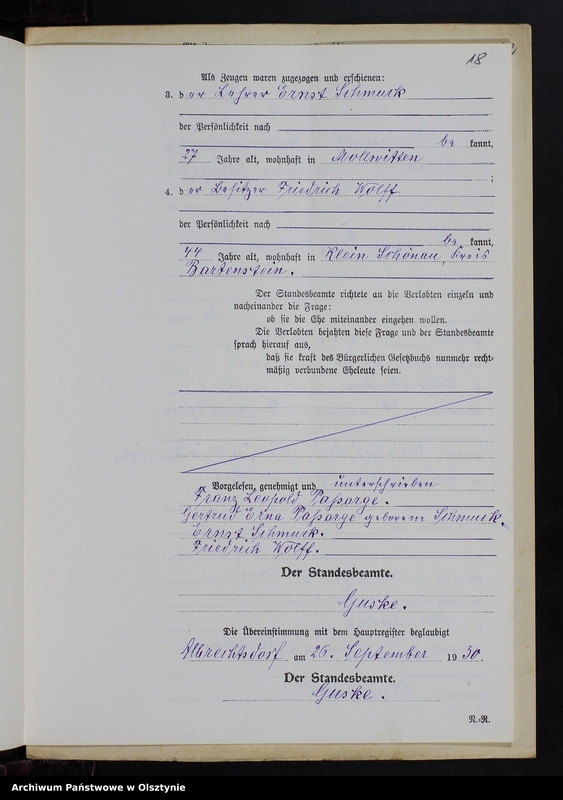 18
Als Zeugen waren zugezogen und erschienen:
3. der Lehrer Ernst Schmuck
der Persönlichkeit nach
be kannt,
27 Jahre alt, wohnhaft in Mollwitten
;
4. der Besitzer Friedrich Wolff
der Persönlichkeit nach
be kannt,
44 Jahre alt, wohnhaft in Klein Schönau, Kreis
Bartenstein.
Der Standesbeamte richtete an die Verlobten einzeln und
nacheinander die Frage:
ob sie die Ehe miteinander eingehen wollen.
Die Verlobten bejahten diese Frage und der Standesbeamte
sprach hierauf aus,
daß sie kraft des Bürgerlichen Gesetzbuchs nunmehr recht-
mäßig verbundene Eheleute seien.
Vorgelesen, genehmigt und unterschrieben
Franz Leopold Paßarge.
Gertrud Erna Paßarge geborene Schmuck.
Ernst Schmuck.
Friedrich Wolff.
Der Standesbeamte.
Guske.
Die Übereinstimmung mit dem Hauptregister beglaubigt
Albrechtsdorf am 26. September 1930.
Der Standesbeamte.
Guske.
N.-R.
Archiwum Państwowe w Olsztynie